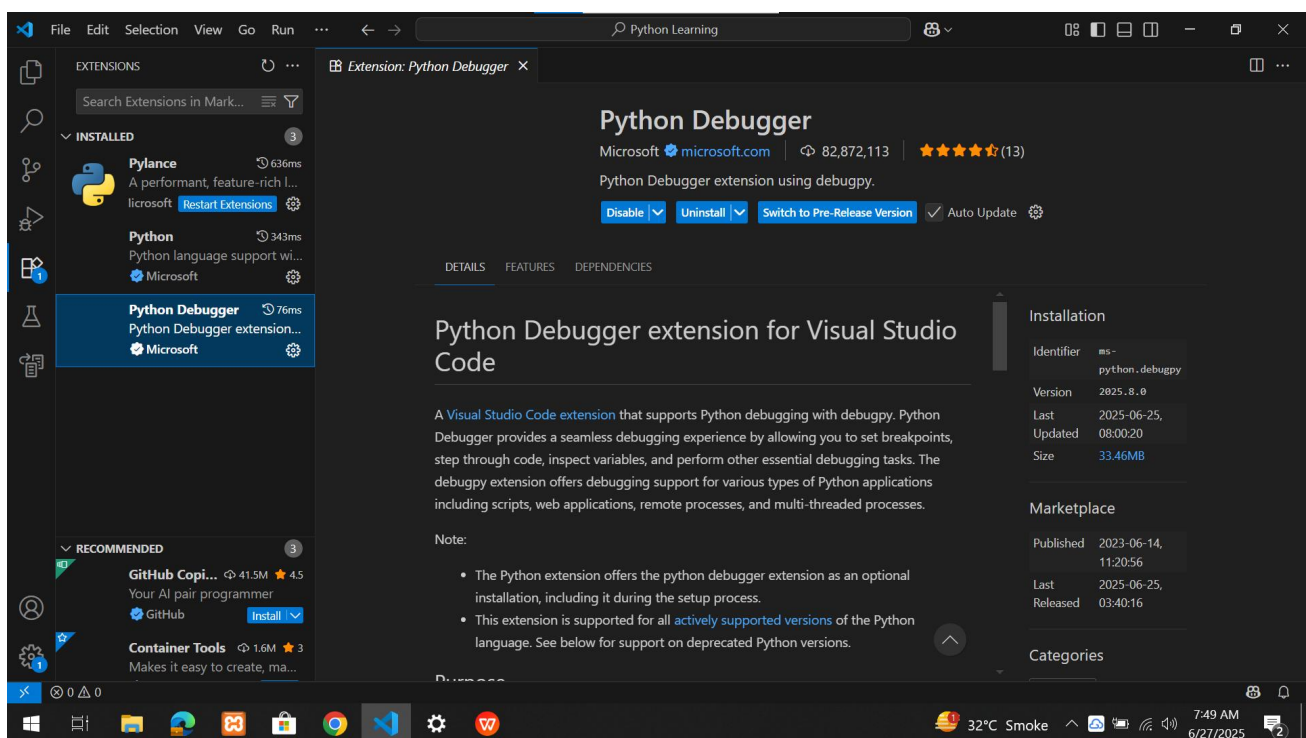 File Edit Selection View Go Run ··· ← → Python Learning
EXTENSIONS ···
Extension: Python Debugger × ···
Search Extensions in Mark...
INSTALLED 3
Pylance 636ms
A performant, feature-rich l...
licrosoft Restart Extensions
Python 343ms
Python language support wi...
Microsoft
Python Debugger 76ms
Python Debugger extension...
Microsoft
RECOMMENDED 3
GitHub Copi... 41.5M ★ 4.5
Your AI pair programmer
GitHub Install
Container Tools 1.6M ★ 3
Makes it easy to create, ma...
Python Debugger
Microsoft microsoft.com | 82,872,113 | (13)
Python Debugger extension using debugpy.
Disable Uninstall Switch to Pre-Release Version Auto Update
DETAILS FEATURES DEPENDENCIES
Python Debugger extension for Visual Studio
Code
A Visual Studio Code extension that supports Python debugging with debugpy. Python
Debugger provides a seamless debugging experience by allowing you to set breakpoints,
step through code, inspect variables, and perform other essential debugging tasks. The
debugpy extension offers debugging support for various types of Python applications
including scripts, web applications, remote processes, and multi-threaded processes.
Note:
• The Python extension offers the python debugger extension as an optional
installation, including it during the setup process.
• This extension is supported for all actively supported versions of the Python
language. See below for support on deprecated Python versions.
Purpose
Installation
Identifier ms-
python.debugpy
Version 2025.8.0
Last 2025-06-25,
Updated 08:00:20
Size 33.46MB
Marketplace
Published 2023-06-14,
11:20:56
Last 2025-06-25,
Released 03:40:16
Categories
1
1
0 0
32°C Smoke 7:49 AM
6/27/2025 2